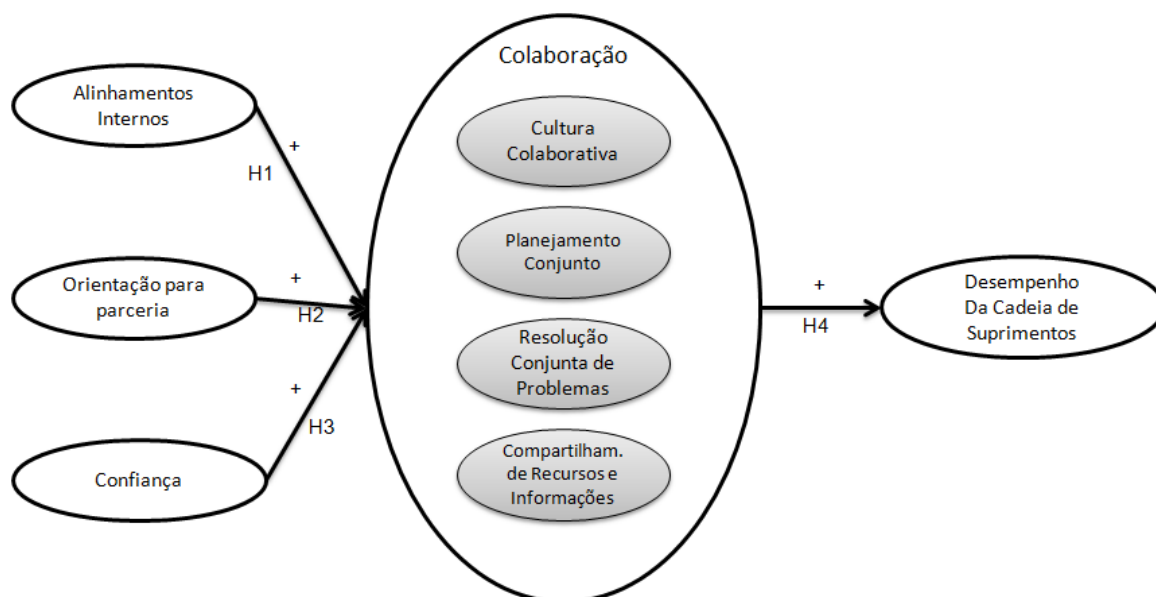 Colaboração
Alinhamentos
Internos
+
H1
Orientação para
parceria
+
H2
+
H3
Confiança
Cultura
Colaborativa
Planejamento
Conjunto
Resolução
Conjunta de
Problemas
Compartilham.
de Recursos e
Informações
+
H4
Desempenho
Da Cadeia de
Suprimentos